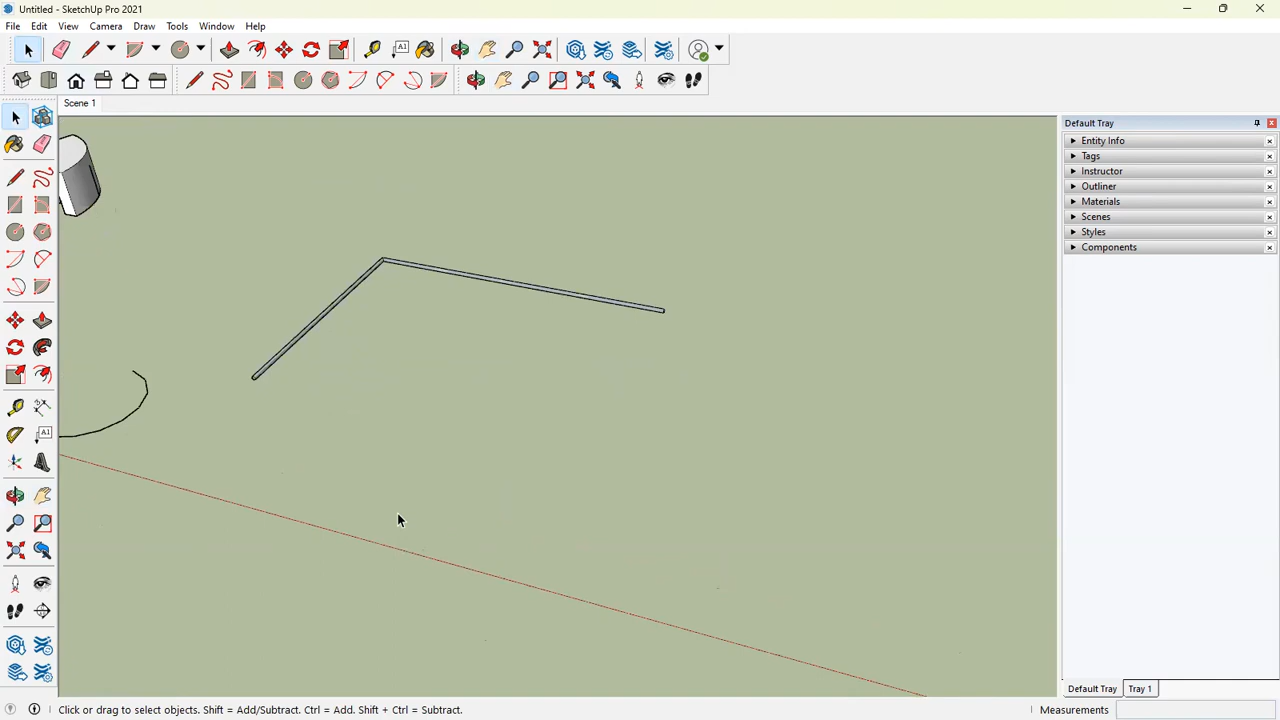 Untitled - SketchUp Pro 2021
File Edit View Camera Draw Tools Window Help
A1
Scene 1
Default Tray
Entity Info
Tags
Instructor
Outliner
Materials
Scenes
Styles
Components
A1
Default Tray Tray 1
Click or drag to select objects. Shift = Add/Subtract. Ctrl = Add. Shift + Ctrl = Subtract. Measurements